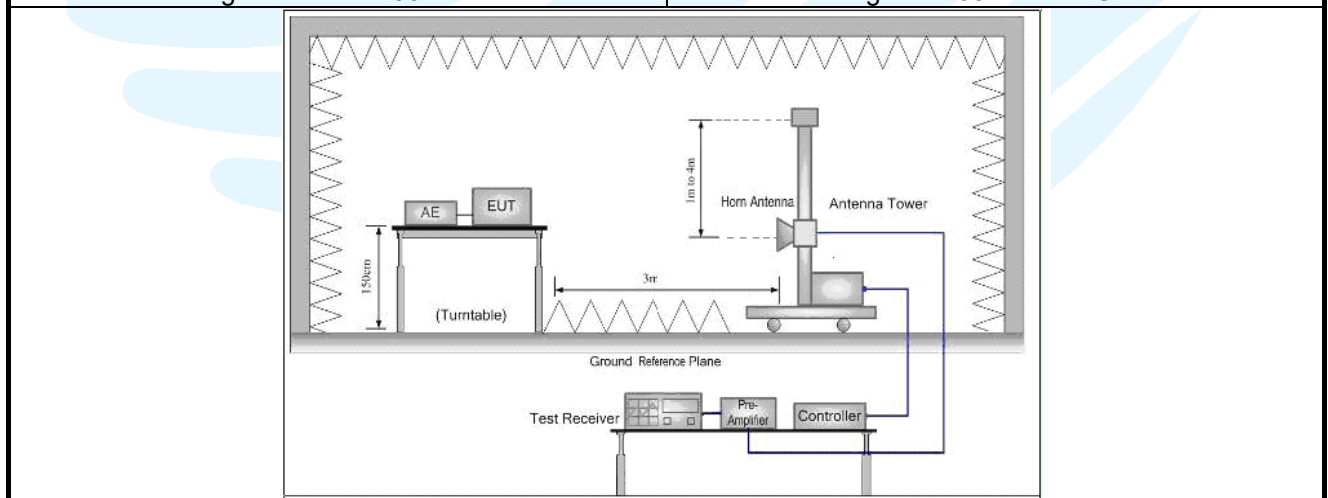 1m to 4m
Horn Antenna
Antenna Tower
AE
EUT
150cm
3m
(Turntable)
Ground Reference Plane
Test Receiver
Pre-
Amplifier
Controller